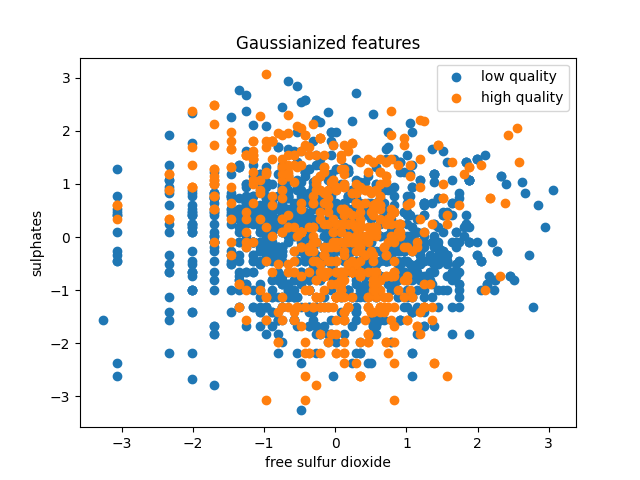 Gaussianized features
low quality
high quality
sulphates
3
2
1
0
−1
−2
−3
−3
−2
−1
0
1
2
3
free sulfur dioxide